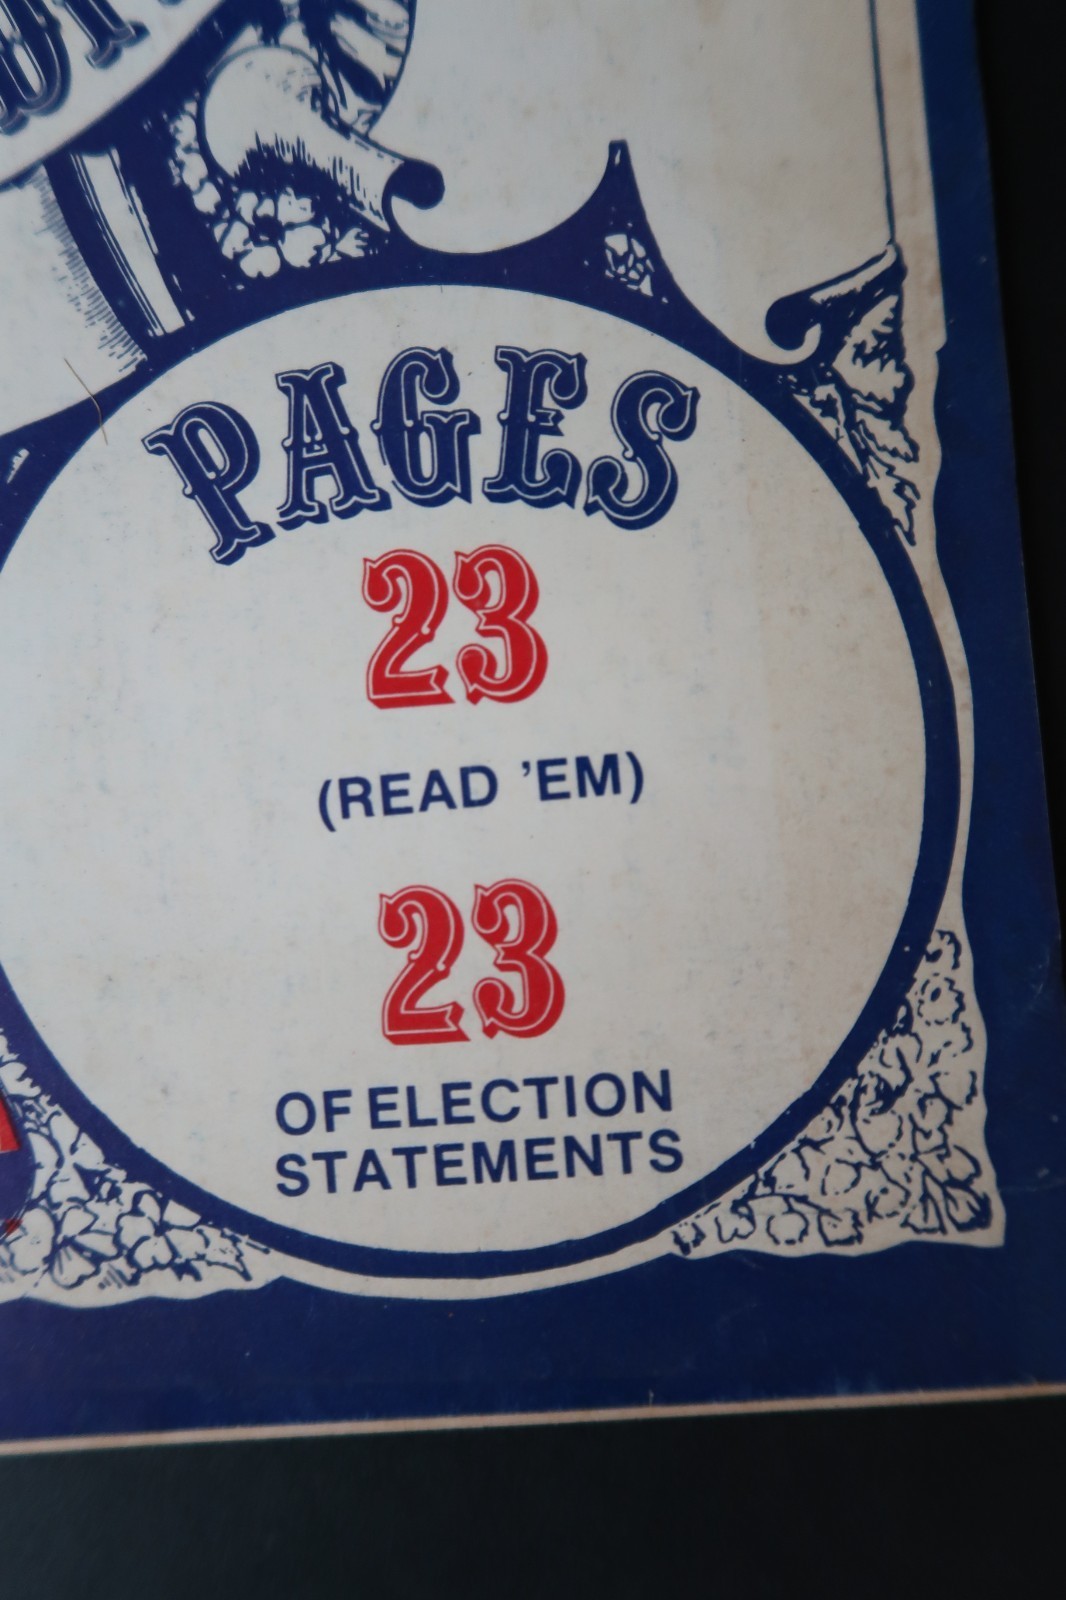 PAGES
23
(READ 'EM)
23
OF ELECTION
STATEMENTS